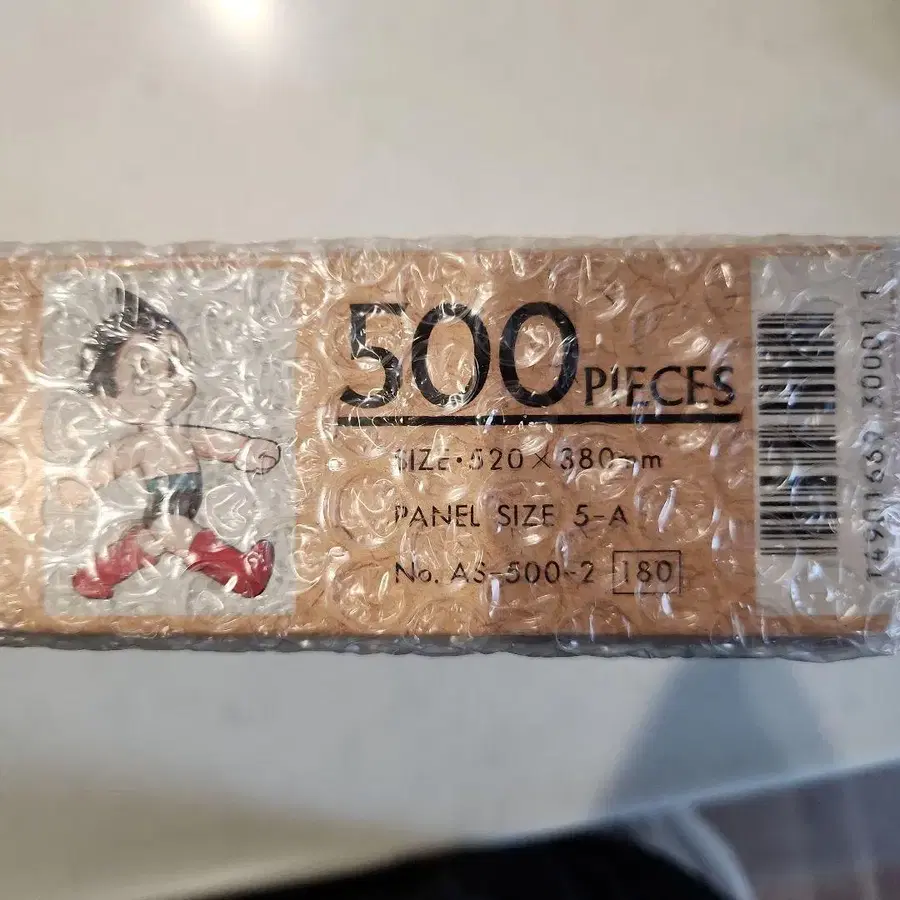 500 PIECES
SIZE·520×380mm
PANEL SIZE 5-A
No. AS-500-2 180